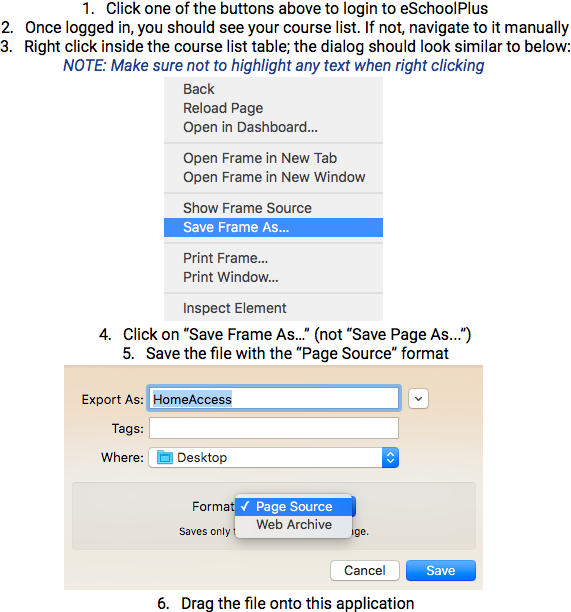 1. Click one of the buttons above to login to eSchoolPlus
2. Once logged in, you should see your course list. If not, navigate to it manually
3. Right click inside the course list table; the dialog should look similar to below:
NOTE: Make sure not to highlight any text when right clicking
Back
Reload Page
Open in Dashboard...
Open Frame in New Tab
Open Frame in New Window
Show Frame Source
Save Frame As...
Print Frame...
Print Window...
Inspect Element
4. Click on “Save Frame As…” (not “Save Page As…”)
5. Save the file with the “Page Source” format
Export As: HomeAccess
Tags:
Where: Desktop
Format ✓ Page Source
Web Archive
Saves only
Cancel Save
6. Drag the file onto this application